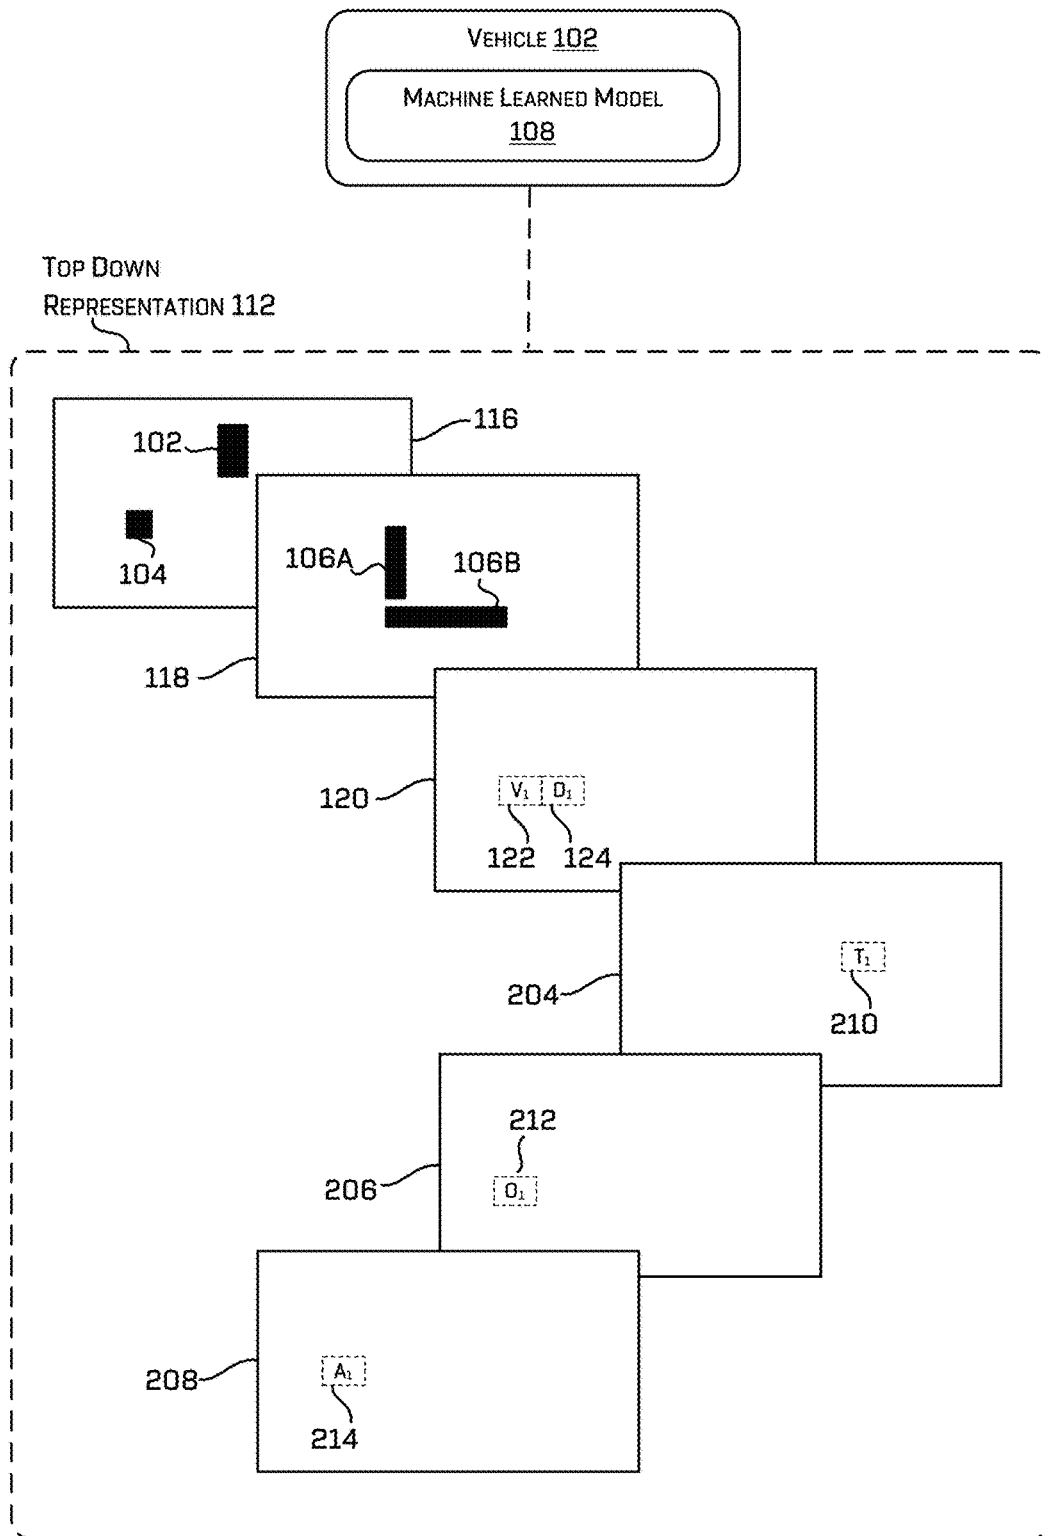 VEHICLE 102
MACHINE LEARNED MODEL
108
TOP DOWN
REPRESENTATION 112
102
116
104
106A
106B
118
120
V₁ D₁
122 124
T₁
204
210
212
206
O₁
A₁
208
214